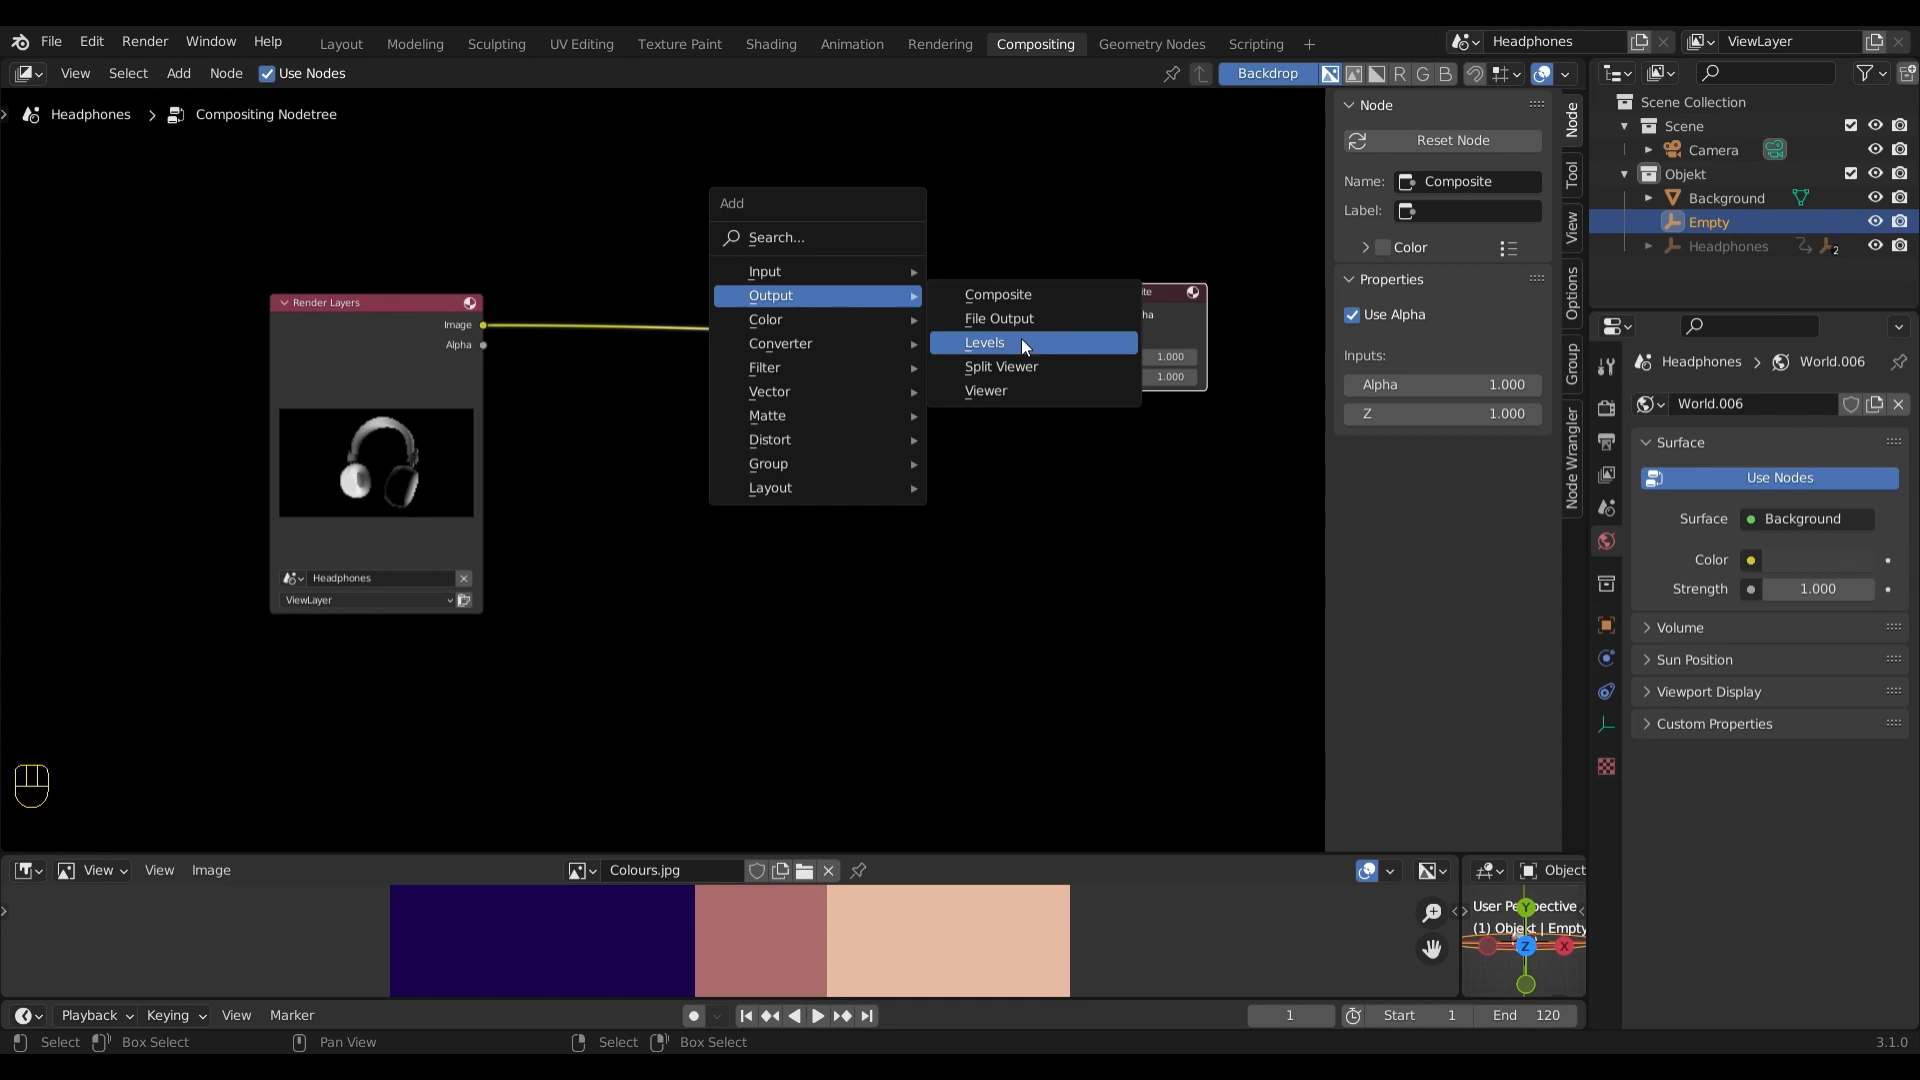 File Edit Render Window Help Layout Modeling Sculpting UV Editing Texture Paint Shading Animation Rendering Compositing Geometry Nodes Scripting + Headphones ViewLayer
View Select Add Node Use Nodes Backdrop R G B
Headphones > Compositing Nodetree
Add
Search...
Input
Output
Color
Converter
Filter
Vector
Matte
Distort
Group
Layout
Composite
File Output
Levels
Split Viewer
Viewer
Render Layers
Image
Alpha
Headphones
ViewLayer
ite
ha
1.000
1.000
Node
Reset Node
Name: Composite
Label:
Color
Properties
Use Alpha
Inputs:
Alpha 1.000
Z 1.000
Node
Tool
View
Options
Group
Node Wrangler
Scene Collection
Scene
Camera
Objekt
Background
Empty
Headphones 2
Headphones > World.006
World.006
Surface
Use Nodes
Surface Background
Color
Strength 1.000
Volume
Sun Position
Viewport Display
Custom Properties
View View Image Colours.jpg Object
User Pe pective
(1) Objekt | Empty
Y
Z X
Playback Keying View Marker 1 Start 1 End 120
Select Box Select Pan View Select Box Select 3.1.0